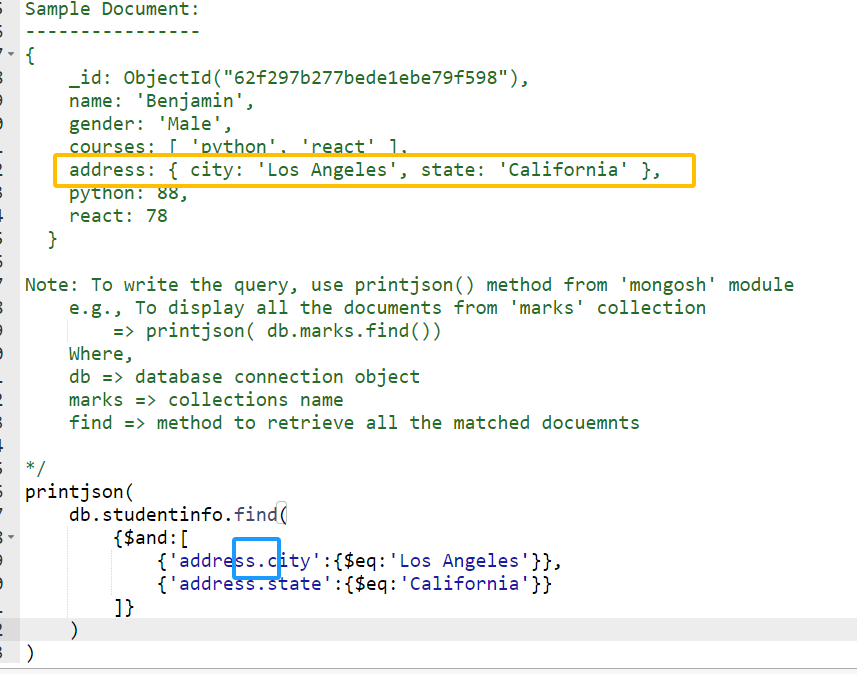 Sample Document:
----------------
{
_id: ObjectId("62f297b277bede1ebe79f598"),
name: 'Benjamin',
gender: 'Male',
courses: [ 'python', 'react' ],
address: { city: 'Los Angeles', state: 'California' },
python: 88,
react: 78
}
Note: To write the query, use printjson() method from 'mongosh' module
e.g., To display all the documents from 'marks' collection
=> printjson( db.marks.find())
Where,
db => database connection object
marks => collections name
find => method to retrieve all the matched docuemnts
*/
printjson(
db.studentinfo.find(
{$and:[
{'address.city':{$eq:'Los Angeles'}},
{'address.state':{$eq:'California'}}
]}
)
)